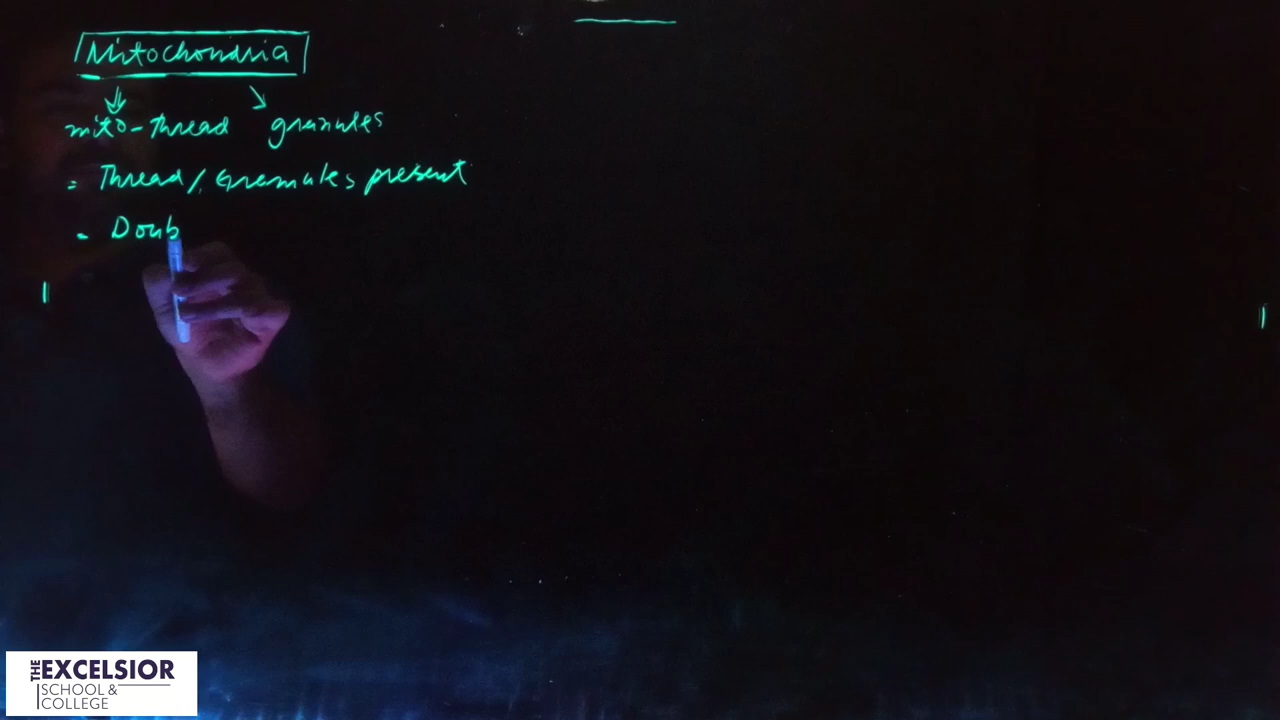 Mitochondria
mito - thread granules
= Thread / Granules present
= Doub
THE EXCELSIOR
SCHOOL &
COLLEGE